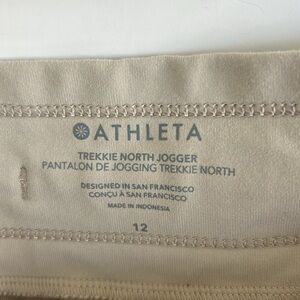 ATHLETA
TREKKIE NORTH JOGGER
PANTALON DE JOGGING TREKKIE NORTH
DESIGNED IN SAN FRANCISCO
CONÇU À SAN FRANCISCO
MADE IN INDONESIA
12